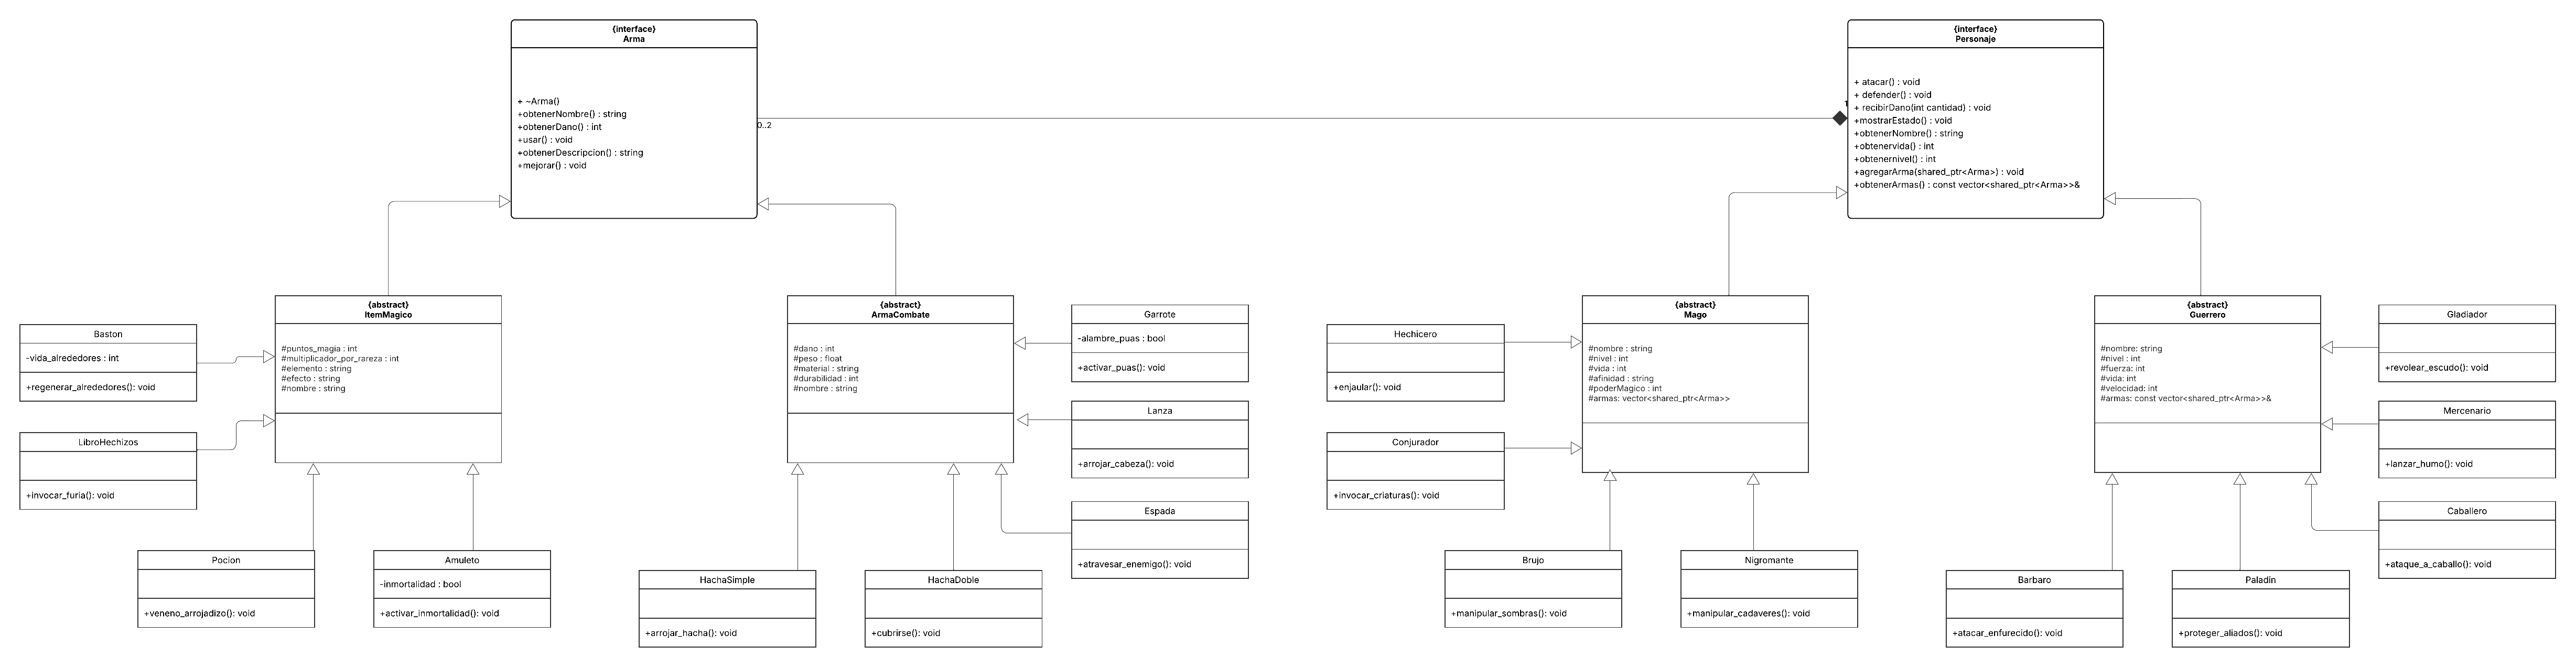 {interface}
Arma
+ ~Arma()
+obtenerNombre() : string
+obtenerDano() : int
+usar() : void
+obtenerDescripcion() : string
+mejorar() : void
0..2
1
{interface}
Personaje
+ atacar() : void
+ defender() : void
+ recibirDano(int cantidad) : void
+mostrarEstado() : void
+obtenerNombre() : string
+obtenervida() : int
+obtenernivel() : int
+agregarArma(shared_ptr<Arma>) : void
+obtenerArmas() : const vector<shared_ptr<Arma>>&
Baston
-vida_alrededores : int
+regenerar_alrededores(): void
LibroHechizos
+invocar_furia(): void
{abstract}
ItemMagico
#puntos_magia : int
#multiplicador_por_rareza : int
#elemento : string
#efecto : string
#nombre : string
Pocion
+veneno_arrojadizo(): void
Amuleto
-inmortalidad : bool
+activar_inmortalidad(): void
{abstract}
ArmaCombate
#dano : int
#peso : float
#material : string
#durabilidad : int
#nombre : string
Garrote
-alambre_puas : bool
+activar_puas(): void
Lanza
+arrojar_cabeza(): void
Espada
+atravesar_enemigo(): void
HachaSimple
+arrojar_hacha(): void
HachaDoble
+cubrirse(): void
Hechicero
+enjaular(): void
Conjurador
+invocar_criaturas(): void
{abstract}
Mago
#nombre : string
#nivel : int
#vida : int
#afinidad : string
#poderMagico : int
#armas: vector<shared_ptr<Arma>>
Brujo
+manipular_sombras(): void
Nigromante
+manipular_cadaveres(): void
{abstract}
Guerrero
#nombre: string
#nivel : int
#fuerza: int
#vida: int
#velocidad: int
#armas: const vector<shared_ptr<Arma>>&
Gladiador
+revolear_escudo(): void
Mercenario
+lanzar_humo(): void
Caballero
+ataque_a_caballo(): void
Barbaro
+atacar_enfurecido(): void
Paladin
+proteger_aliados(): void